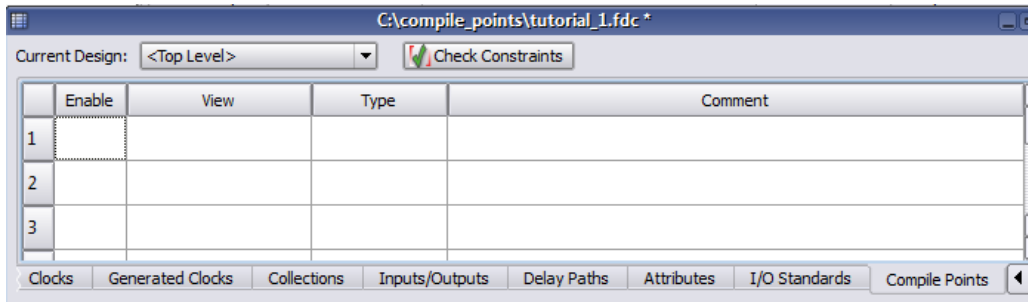 C:\compile_points\tutorial_1.fdc *
Current Design: <Top Level> Check Constraints
Enable View Type Comment
1
2
3
Clocks Generated Clocks Collections Inputs/Outputs Delay Paths Attributes I/O Standards Compile Points